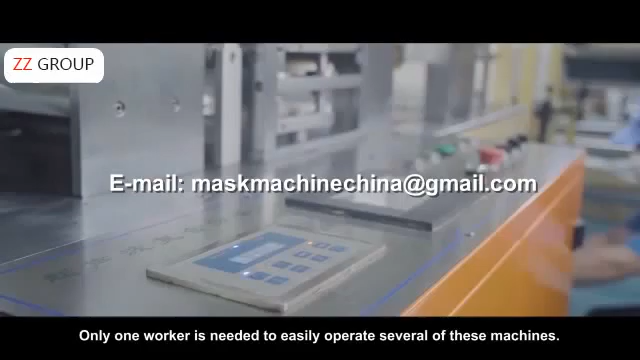 ZZ GROUP
E-mail: maskmachinechina@gmail.com
Only one worker is needed to easily operate several of these machines.